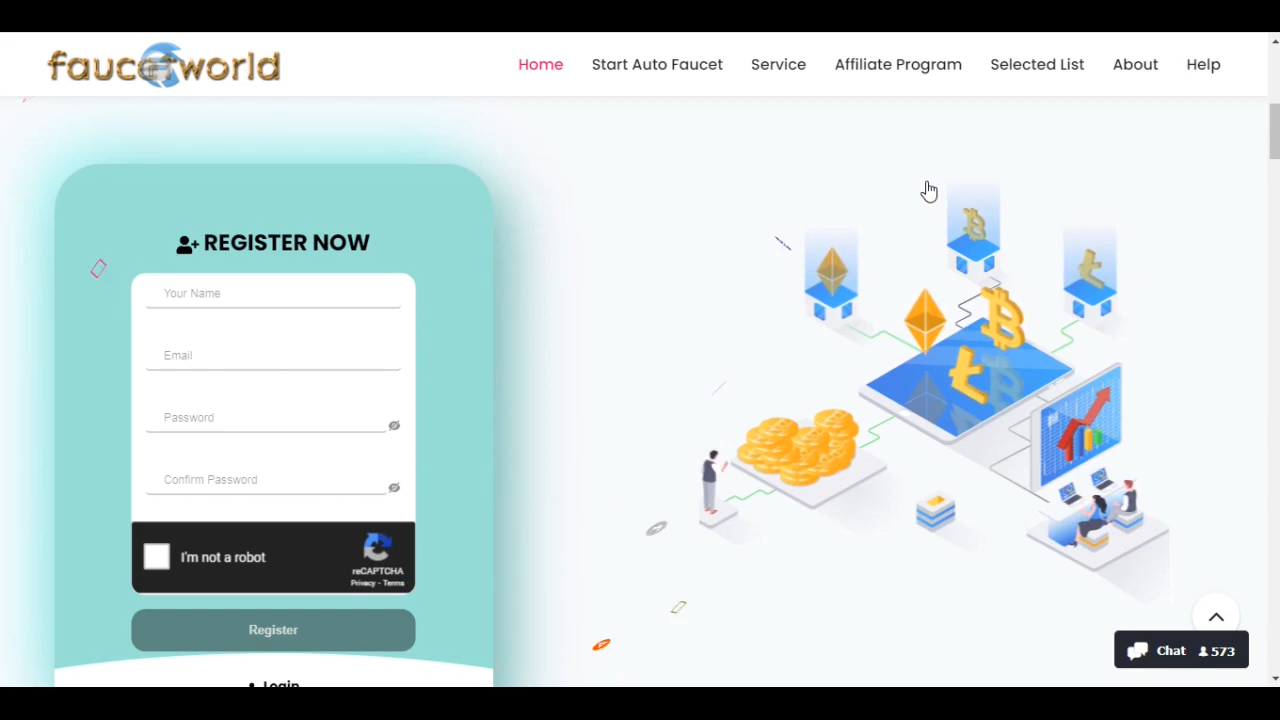 faucetworld
Home
Start Auto Faucet
Service
Affiliate Program
Selected List
About
Help
REGISTER NOW
Your Name
Email
Password
Confirm Password
I'm not a robot
reCAPTCHA
Privacy - Terms
Register
Login
Chat 573